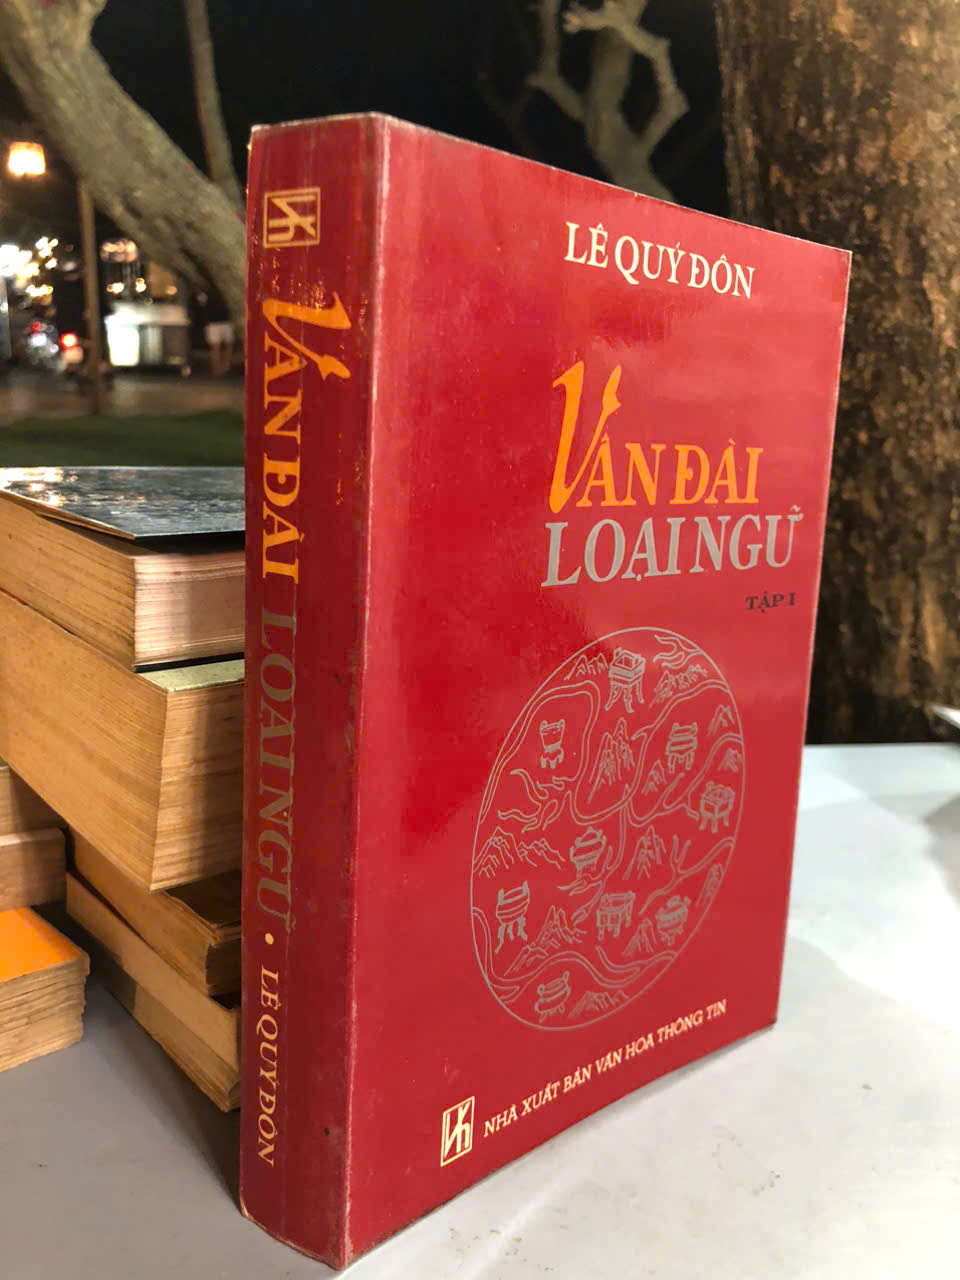 LÊ QUÝ ĐÔN
VÂN ĐÀI
LOẠI NGỮ
TẬP I
NHÀ XUẤT BẢN VĂN HÓA THÔNG TIN
VÂN ĐÀI LOẠI NGỮ • LÊ QUÝ ĐÔN